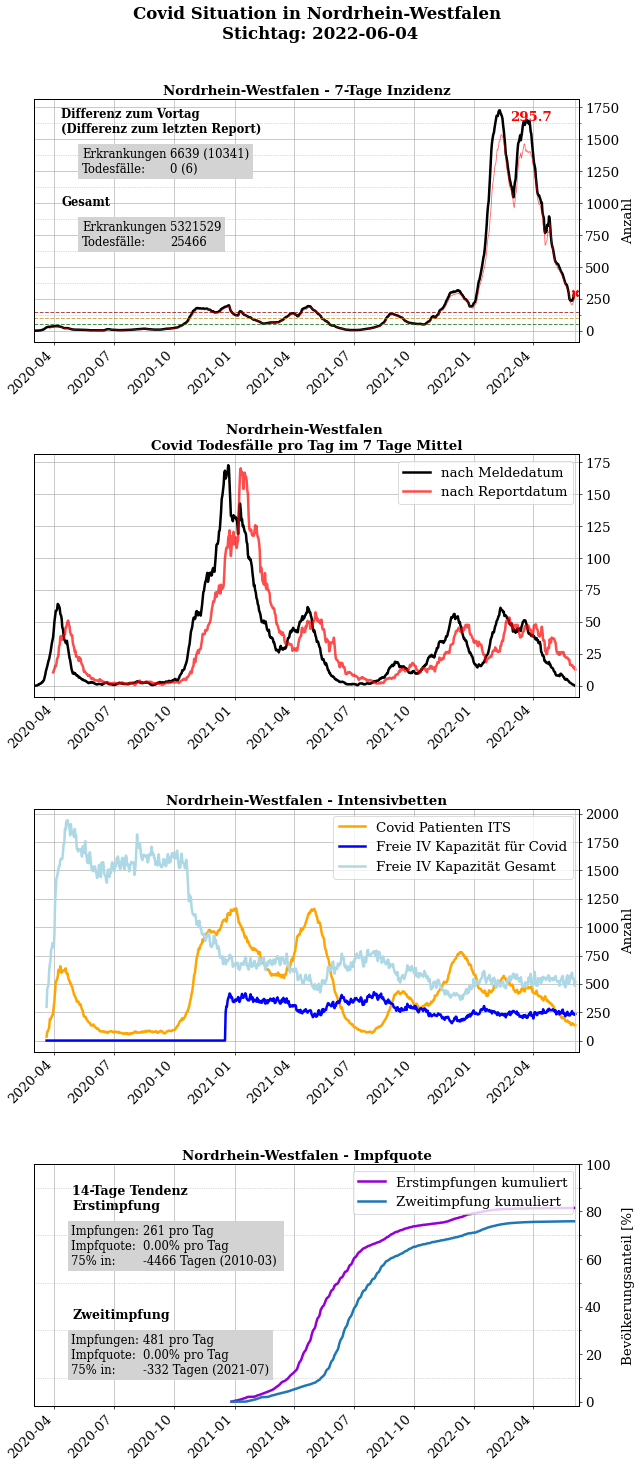 Covid Situation in Nordrhein-Westfalen
Stichtag: 2022-06-04
Nordrhein-Westfalen - 7-Tage Inzidenz
Differenz zum Vortag
(Differenz zum letzten Report)
Erkrankungen 6639 (10341)
Todesfälle: 0 (6)
Gesamt
Erkrankungen 5321529
Todesfälle: 25466
295.7
1750
1500
1250
1000
750
500
250
0
Anzahl
2020-04
2020-07
2020-10
2021-01
2021-04
2021-07
2021-10
2022-01
2022-04
Nordrhein-Westfalen
Covid Todesfälle pro Tag im 7 Tage Mittel
nach Meldedatum
nach Reportdatum
175
150
125
100
75
50
25
0
2020-04
2020-07
2020-10
2021-01
2021-04
2021-07
2021-10
2022-01
2022-04
Nordrhein-Westfalen - Intensivbetten
Covid Patienten ITS
Freie IV Kapazität für Covid
Freie IV Kapazität Gesamt
2000
1750
1500
1250
1000
750
500
250
0
Anzahl
2020-04
2020-07
2020-10
2021-01
2021-04
2021-07
2021-10
2022-01
2022-04
Nordrhein-Westfalen - Impfquote
14-Tage Tendenz
Erstimpfung
Impfungen: 261 pro Tag
Impfquote: 0.00% pro Tag
75% in: -4466 Tagen (2010-03)
Zweitimpfung
Impfungen: 481 pro Tag
Impfquote: 0.00% pro Tag
75% in: -332 Tagen (2021-07)
Erstimpfungen kumuliert
Zweitimpfung kumuliert
100
80
60
40
20
0
Bevölkerungsanteil [%]
2020-04
2020-07
2020-10
2021-01
2021-04
2021-07
2021-10
2022-01
2022-04